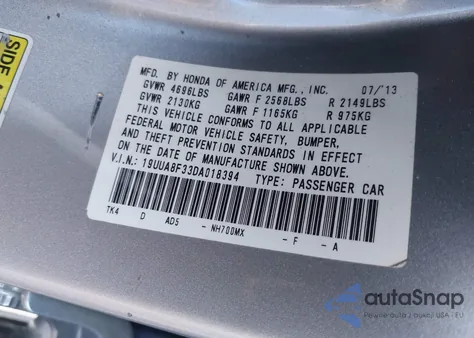 SIDE A
MFD. BY HONDA OF AMERICA MFG., INC. 07/13
GVWR 4696LBS GAWR F 2568LBS R 2149LBS
GVWR 2130KG GAWR F 1165KG R 975KG
THIS VEHICLE CONFORMS TO ALL APPLICABLE
FEDERAL MOTOR VEHICLE SAFETY, BUMPER,
AND THEFT PREVENTION STANDARDS IN EFFECT
ON THE DATE OF MANUFACTURE SHOWN ABOVE.
V.I.N.: 19UUA8F33DA018394 TYPE: PASSENGER CAR
TK4 D AD5 - NH700MX - F - A
autoSnap